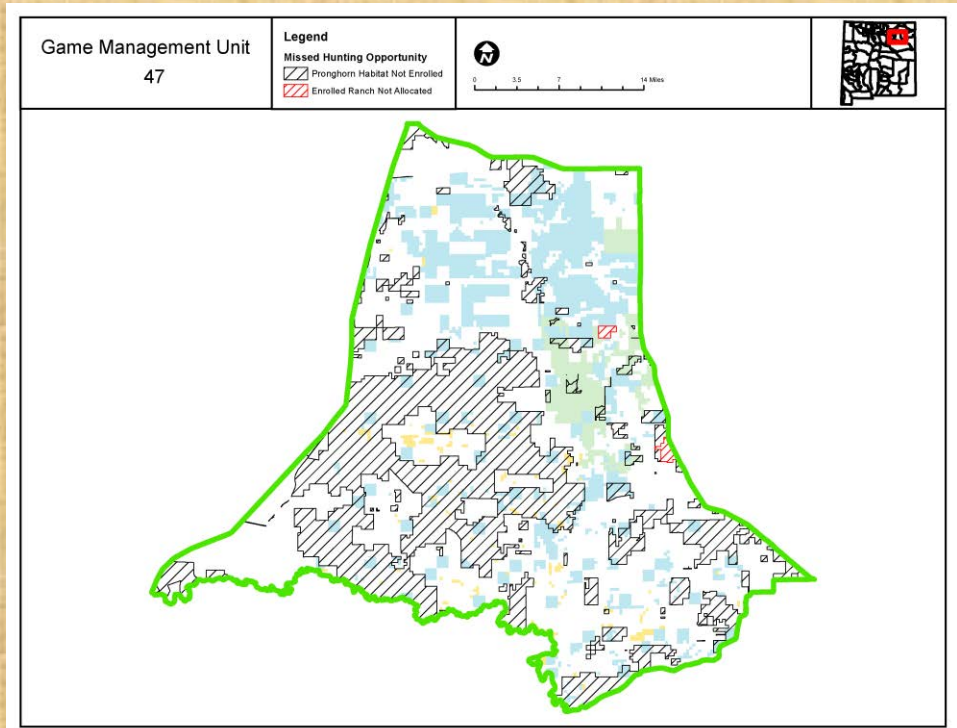 Game Management Unit
47
Legend
Missed Hunting Opportunity
Pronghorn Habitat Not Enrolled
Enrolled Ranch Not Allocated
N
0 3.5 7 14 Miles